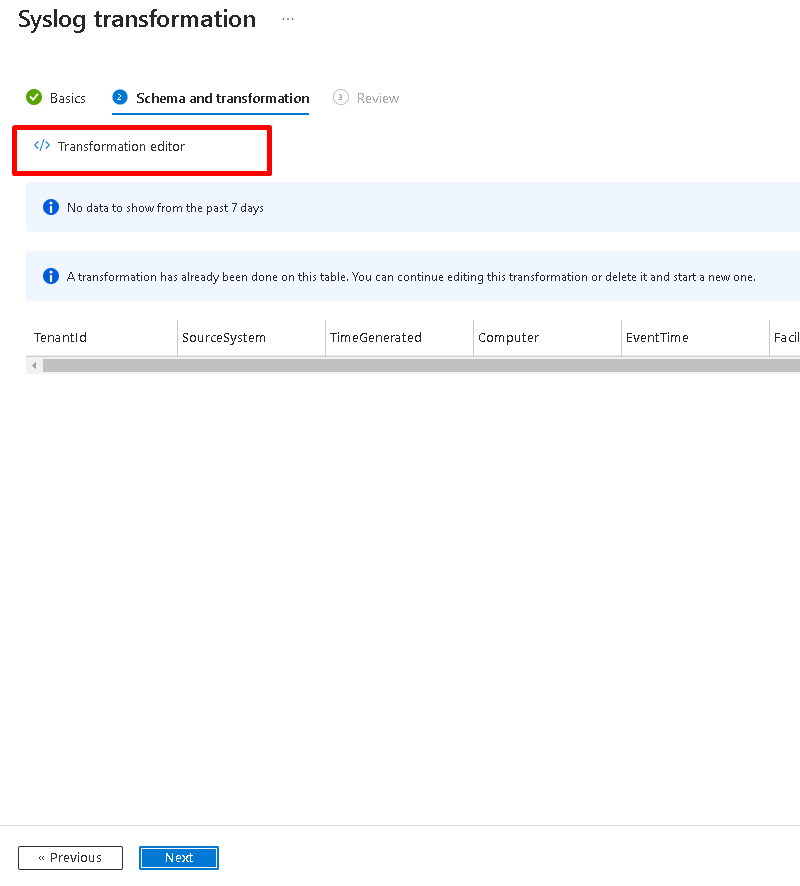 Syslog transformation ...
Basics 2 Schema and transformation 3 Review
</> Transformation editor
No data to show from the past 7 days
A transformation has already been done on this table. You can continue editing this transformation or delete it and start a new one.
TenantId SourceSystem TimeGenerated Computer EventTime Facil
« Previous Next